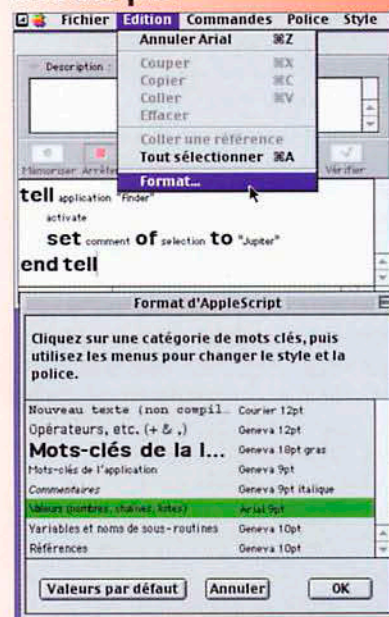 Fichier Edition Commandes Police Style
Annuler Arial ⌘Z
Couper ⌘X
Copier ⌘C
Coller ⌘V
Effacer
Coller une référence
Tout sélectionner ⌘A
Format...
Description :
Mémoriser Arrêter
Vérifier
tell application "Finder"
activate
set comment of selection to "Jupiter"
end tell
Format d'AppleScript
Cliquez sur une catégorie de mots clés, puis
utilisez les menus pour changer le style et la
police.
Nouveau texte (non compil... Courier 12pt
Opérateurs, etc. (+ & ,) Geneva 12pt
Mots-clés de la l... Geneva 18pt gras
Mots-clés de l'application Geneva 9pt
Commentaires Geneva 9pt italique
Valeurs (nombres, chaînes, listes) Arial 9pt
Variables et noms de sous-routines Geneva 10pt
Références Geneva 10pt
Valeurs par défaut Annuler OK